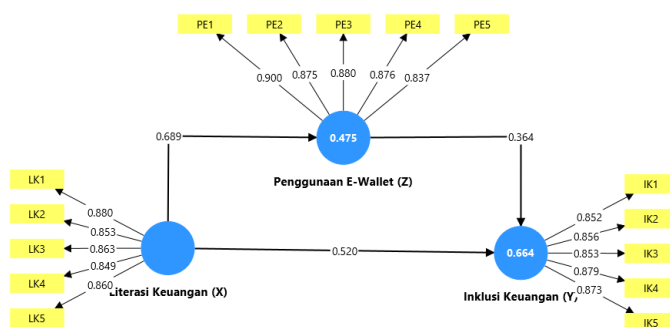 PE1 PE2 PE3 PE4 PE5
0.900 0.875 0.880 0.876 0.837
0.475
0.689
0.364
Penggunaan E-Wallet (Z)
LK1
LK2
LK3
LK4
LK5
0.880
0.853
0.863
0.849
0.860
Literasi Keuangan (X)
0.520
0.664
Inklusi Keuangan (Y)
0.852
0.856
0.853
0.879
0.873
IK1
IK2
IK3
IK4
IK5